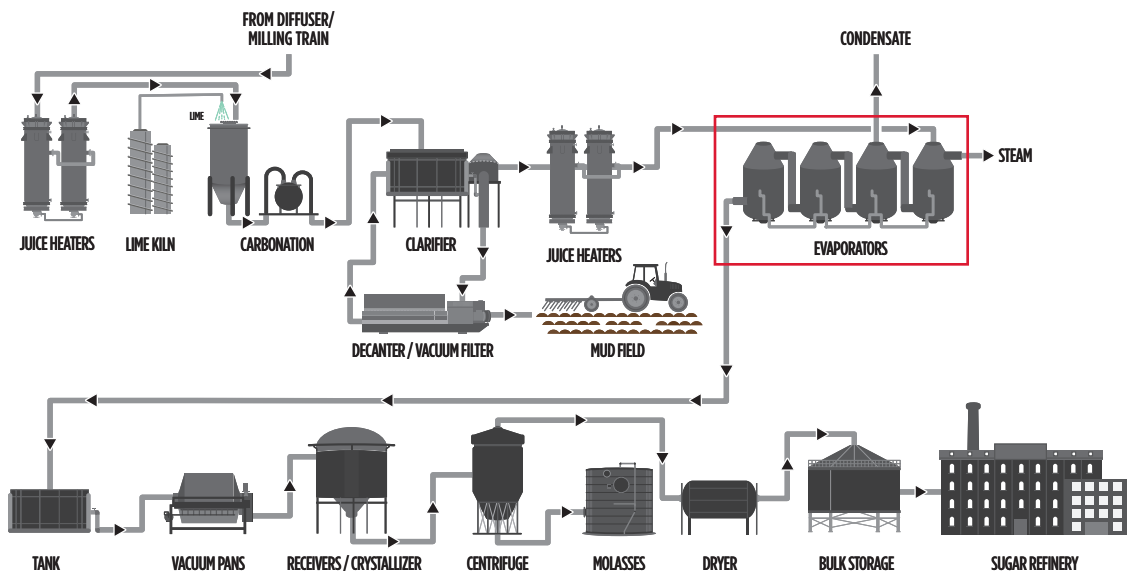 FROM DIFFUSER/
MILLING TRAIN
CONDENSATE
LIME
STEAM
JUICE HEATERS
LIME KILN
CARBONATION
CLARIFIER
JUICE HEATERS
EVAPORATORS
DECANTER / VACUUM FILTER
MUD FIELD
TANK
VACUUM PANS
RECEIVERS / CRYSTALLIZER
CENTRIFUGE
MOLASSES
DRYER
BULK STORAGE
SUGAR REFINERY